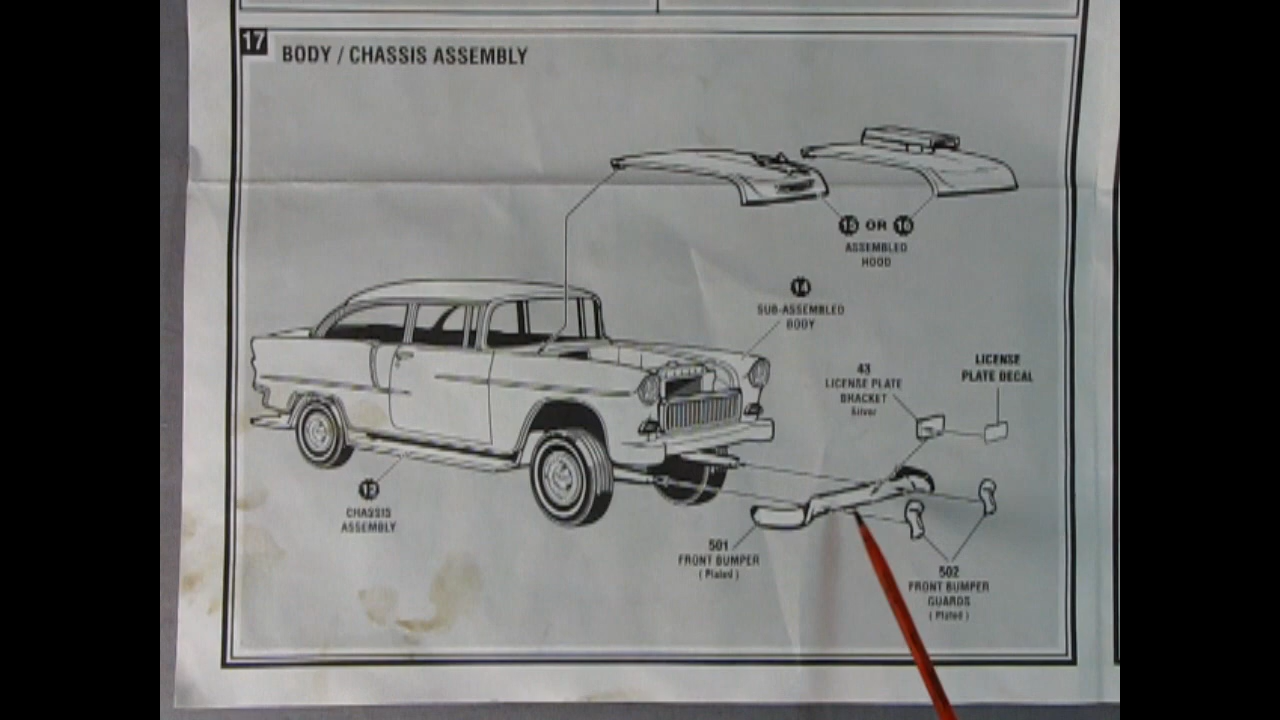 17
BODY / CHASSIS ASSEMBLY
15 OR 16
ASSEMBLED
HOOD
14
SUB-ASSEMBLED
BODY
43
LICENSE PLATE
BRACKET
Silver
LICENSE
PLATE DECAL
12
CHASSIS
ASSEMBLY
501
FRONT BUMPER
( Plated )
502
FRONT BUMPER
GUARDS
( Plated )